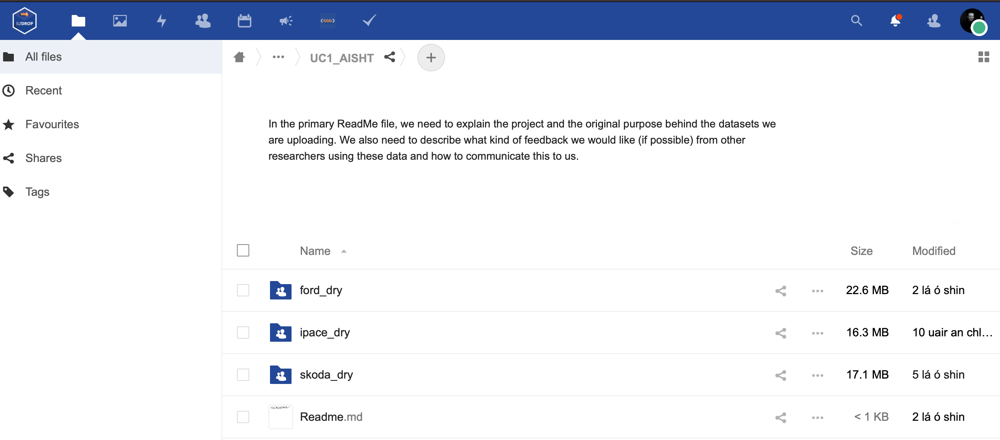 B2DROP
All files
Recent
Favourites
Shares
Tags
UC1_AISHT
In the primary ReadMe file, we need to explain the project and the original purpose behind the datasets we
are uploading. We also need to describe what kind of feedback we would like (if possible) from other
researchers using these data and how to communicate this to us.
Name Size Modified
ford_dry 22.6 MB 2 lá ó shin
ipace_dry 16.3 MB 10 uair an chl…
skoda_dry 17.1 MB 5 lá ó shin
Readme.md < 1 KB 2 lá ó shin